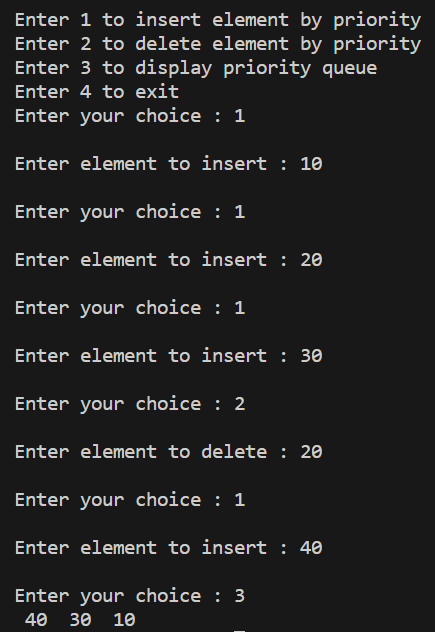 Enter 1 to insert element by priority
Enter 2 to delete element by priority
Enter 3 to display priority queue
Enter 4 to exit
Enter your choice : 1
Enter element to insert : 10
Enter your choice : 1
Enter element to insert : 20
Enter your choice : 1
Enter element to insert : 30
Enter your choice : 2
Enter element to delete : 20
Enter your choice : 1
Enter element to insert : 40
Enter your choice : 3
 40  30  10